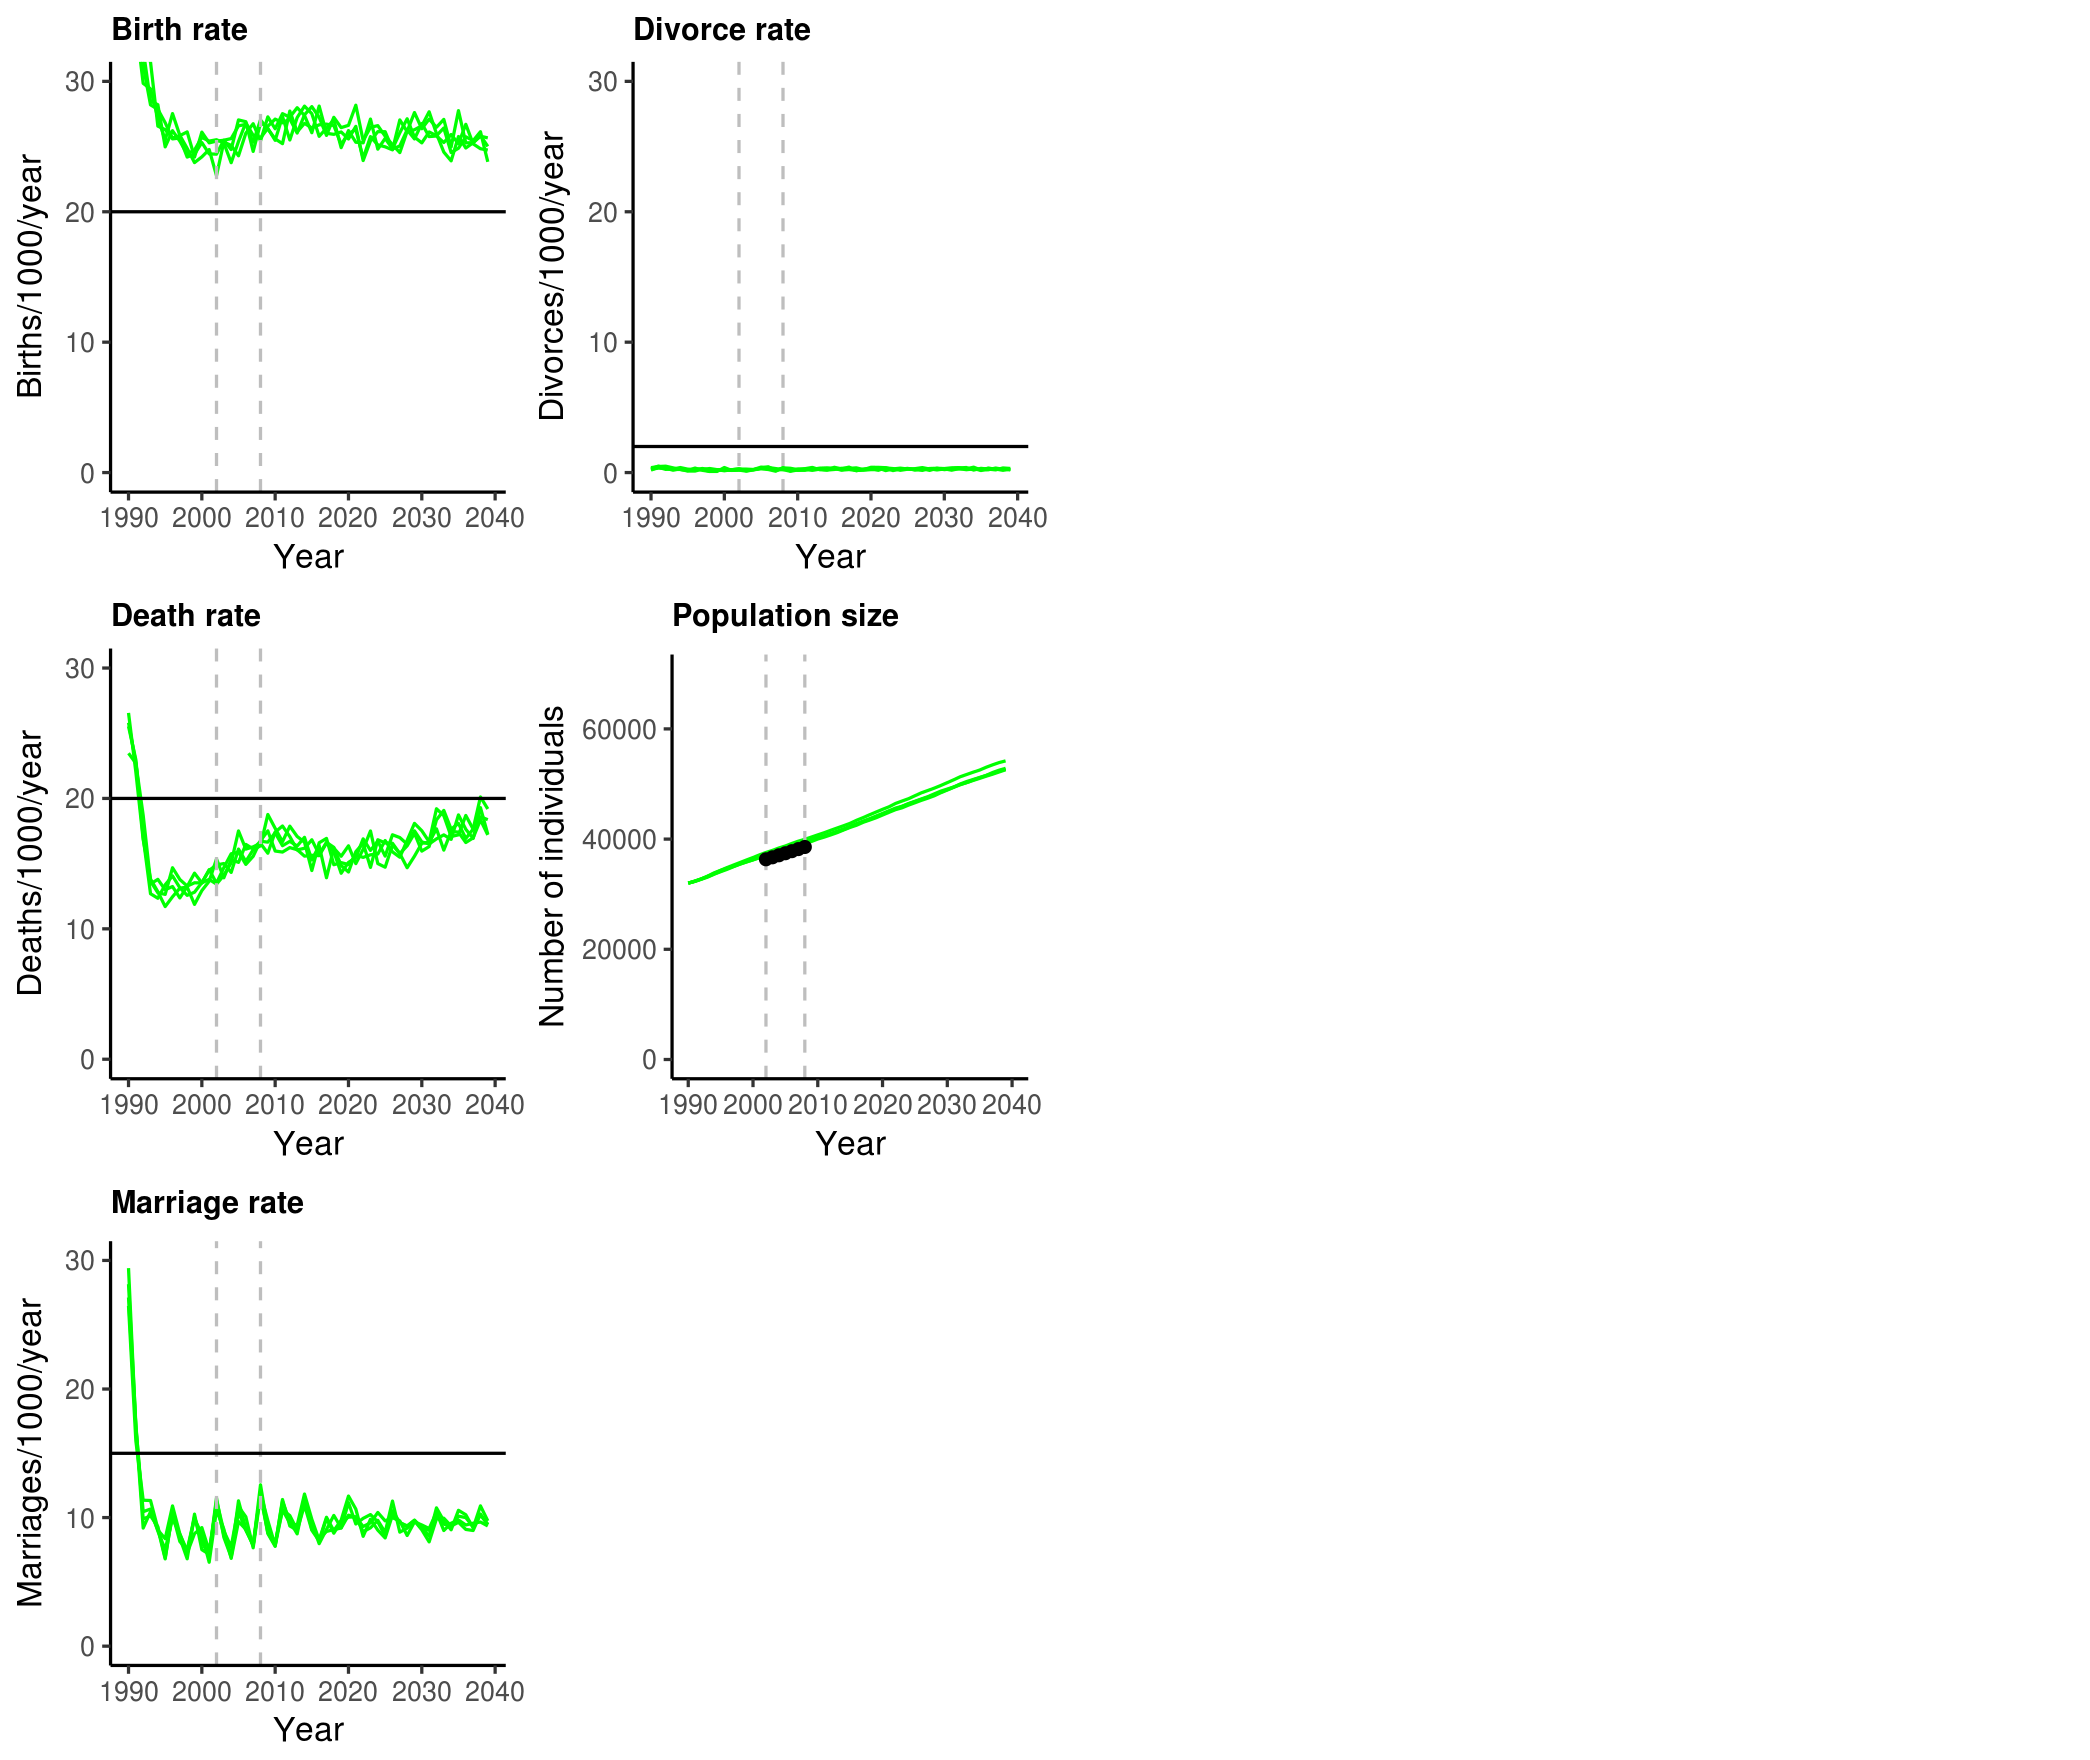 Birth rate
30
20
10
0
Births/1000/year
1990 2000 2010 2020 2030 2040
Year
Divorce rate
30
20
10
0
Divorces/1000/year
1990 2000 2010 2020 2030 2040
Year
Death rate
30
20
10
0
Deaths/1000/year
1990 2000 2010 2020 2030 2040
Year
Population size
60000
40000
20000
0
Number of individuals
1990 2000 2010 2020 2030 2040
Year
Marriage rate
30
20
10
0
Marriages/1000/year
1990 2000 2010 2020 2030 2040
Year